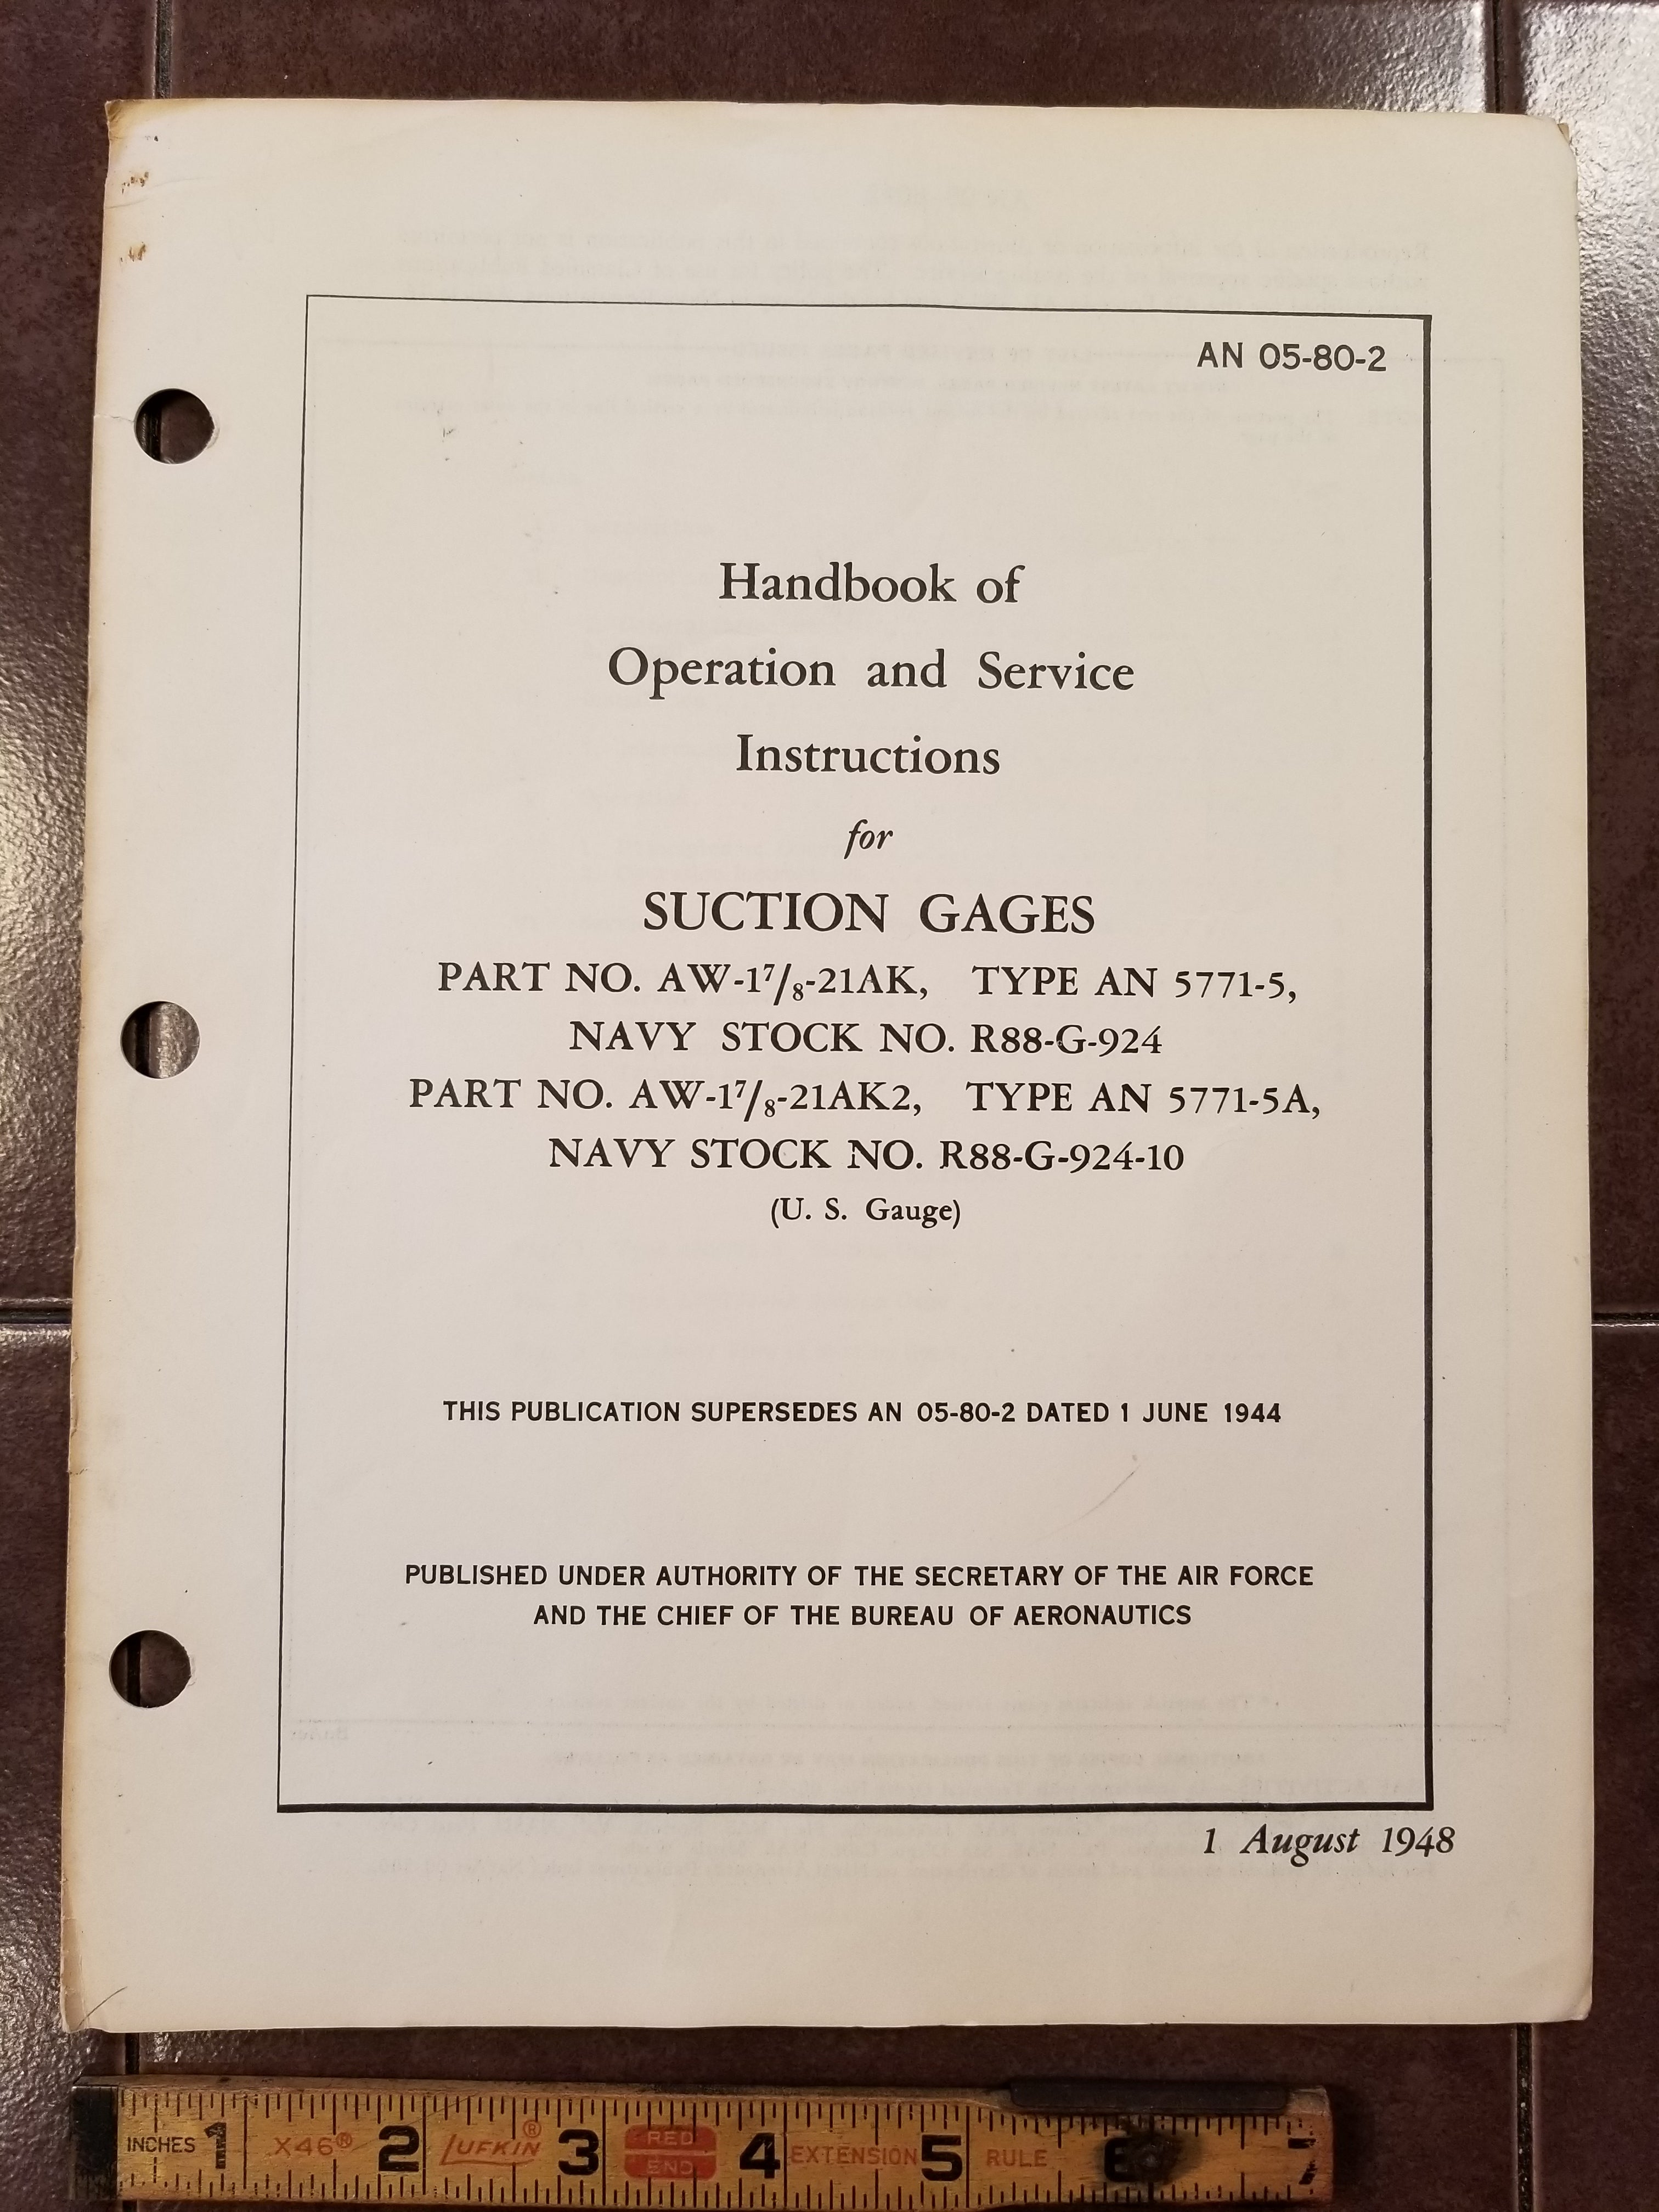 AN 05-80-2
Handbook of
Operation and Service
Instructions
for
SUCTION GAGES
PART NO. AW-1⁷/₈-21AK, TYPE AN 5771-5,
NAVY STOCK NO. R88-G-924
PART NO. AW-1⁷/₈-21AK2, TYPE AN 5771-5A,
NAVY STOCK NO. R88-G-924-10
(U. S. Gauge)
THIS PUBLICATION SUPERSEDES AN 05-80-2 DATED 1 JUNE 1944
PUBLISHED UNDER AUTHORITY OF THE SECRETARY OF THE AIR FORCE
AND THE CHIEF OF THE BUREAU OF AERONAUTICS
1 August 1948
INCHES 1 X46® 2 LUFKIN® 3 RED END 4 EXTENSION 5 RULE 6 7